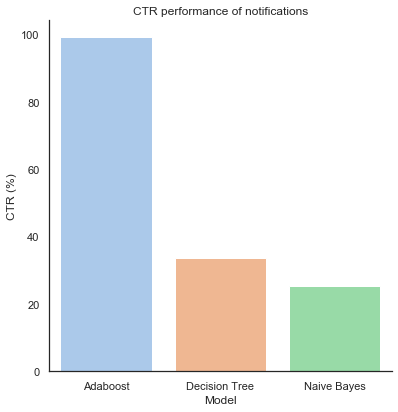 CTR performance of notifications
100
80
60
40
20
0
CTR (%)
Adaboost
Decision Tree
Naive Bayes
Model